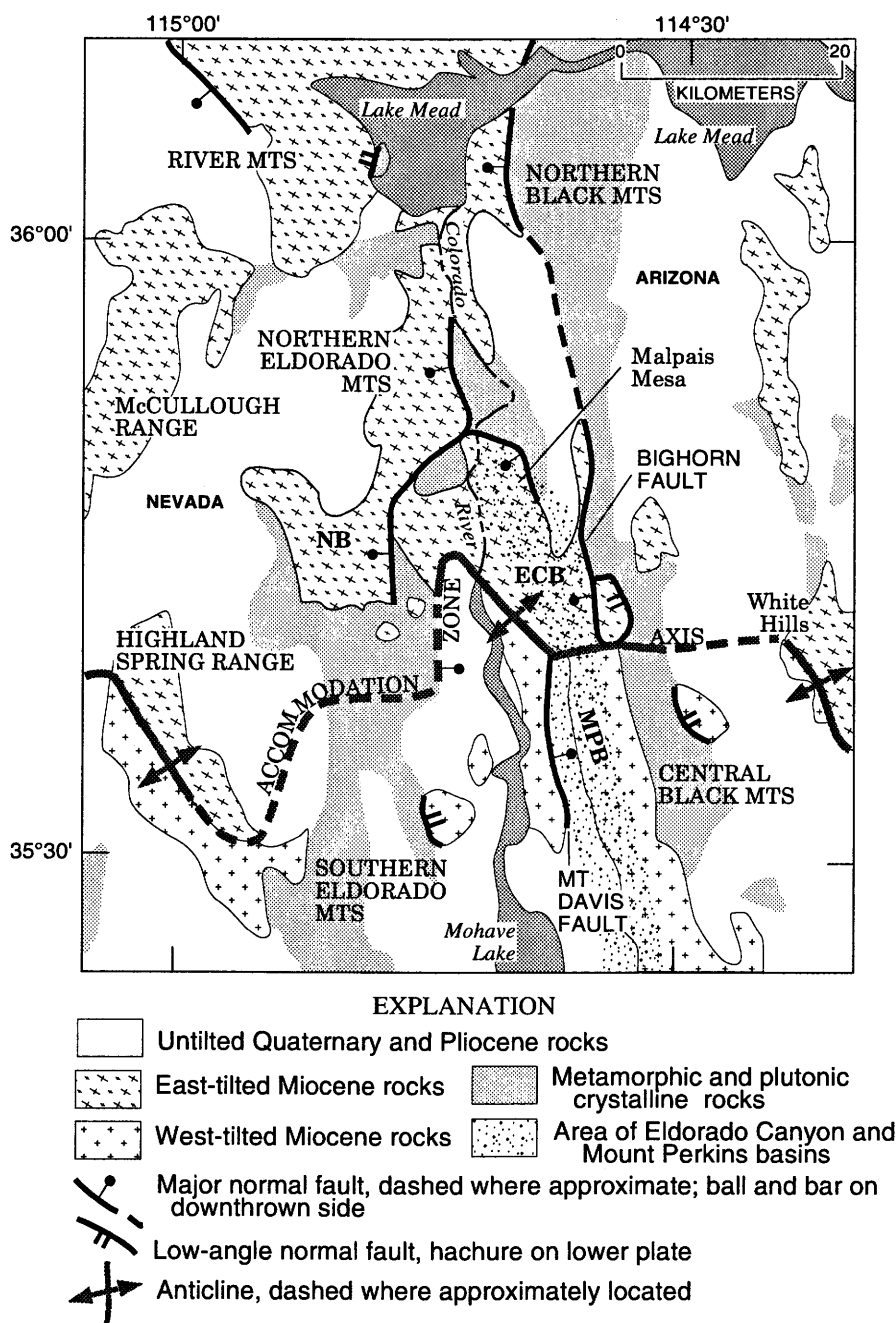 115°00'
114°30'
0
20
KILOMETERS
Lake Mead
Lake Mead
RIVER MTS
NORTHERN
BLACK MTS
36°00'
Colorado
ARIZONA
NORTHERN
ELDORADO
MTS
Malpais
Mesa
McCULLOUGH
RANGE
BIGHORN
FAULT
NEVADA
River
NB
ECB
ZONE
White
Hills
AXIS
HIGHLAND
SPRING RANGE
ACCOMMODATION
MPB
CENTRAL
BLACK MTS
35°30'
SOUTHERN
ELDORADO
MTS
MT
DAVIS
FAULT
Mohave
Lake
EXPLANATION
Untilted Quaternary and Pliocene rocks
East-tilted Miocene rocks
Metamorphic and plutonic
crystalline rocks
West-tilted Miocene rocks
Area of Eldorado Canyon and
Mount Perkins basins
Major normal fault, dashed where approximate; ball and bar on
downthrown side
Low-angle normal fault, hachure on lower plate
Anticline, dashed where approximately located